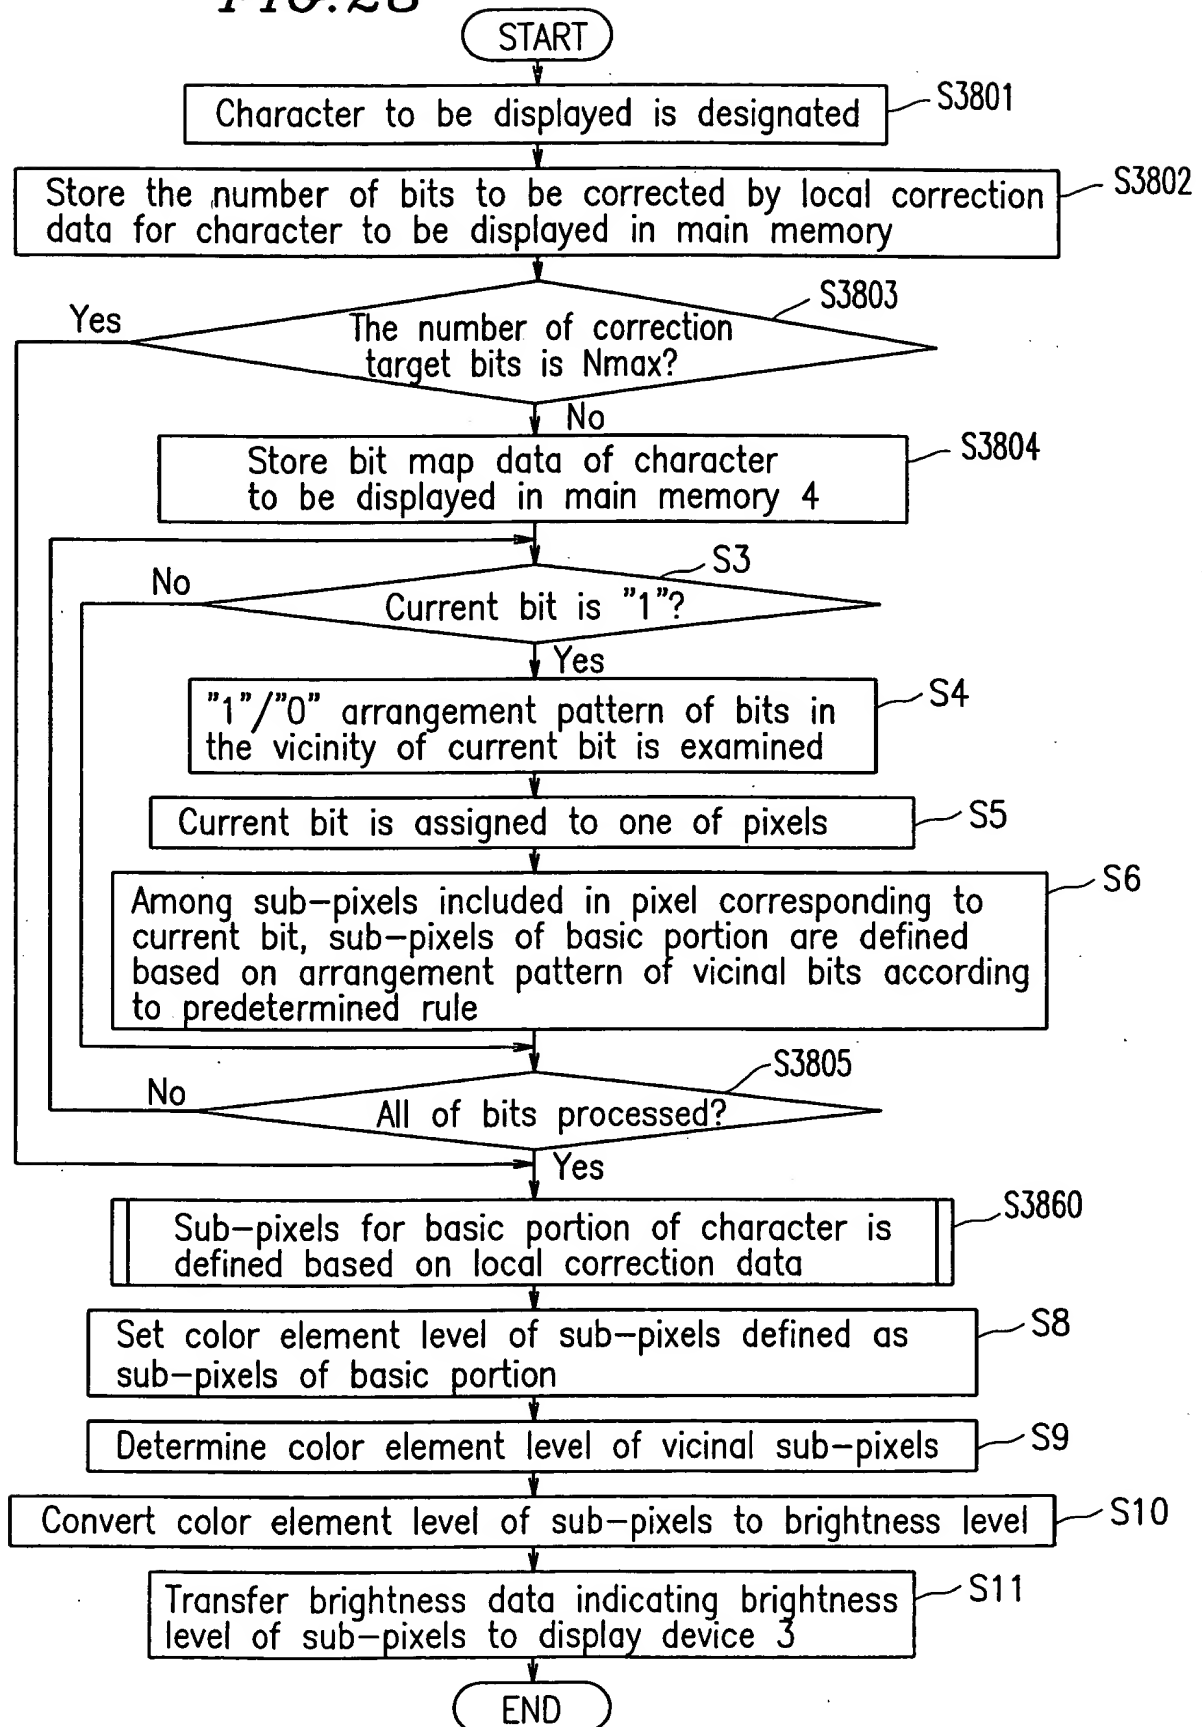 START
Character to be displayed is designated
S3801
Store the number of bits to be corrected by local correction
data for character to be displayed in main memory
S3802
The number of correction
target bits is Nmax?
S3803
Yes
No
Store bit map data of character
to be displayed in main memory 4
S3804
Current bit is "1"?
S3
No
Yes
"1"/"0" arrangement pattern of bits in
the vicinity of current bit is examined
S4
Current bit is assigned to one of pixels
S5
Among sub-pixels included in pixel corresponding to
current bit, sub-pixels of basic portion are defined
based on arrangement pattern of vicinal bits according
to predetermined rule
S6
All of bits processed?
S3805
No
Yes
Sub-pixels for basic portion of character is
defined based on local correction data
S3860
Set color element level of sub-pixels defined as
sub-pixels of basic portion
S8
Determine color element level of vicinal sub-pixels
S9
Convert color element level of sub-pixels to brightness level
S10
Transfer brightness data indicating brightness
level of sub-pixels to display device 3
S11
END